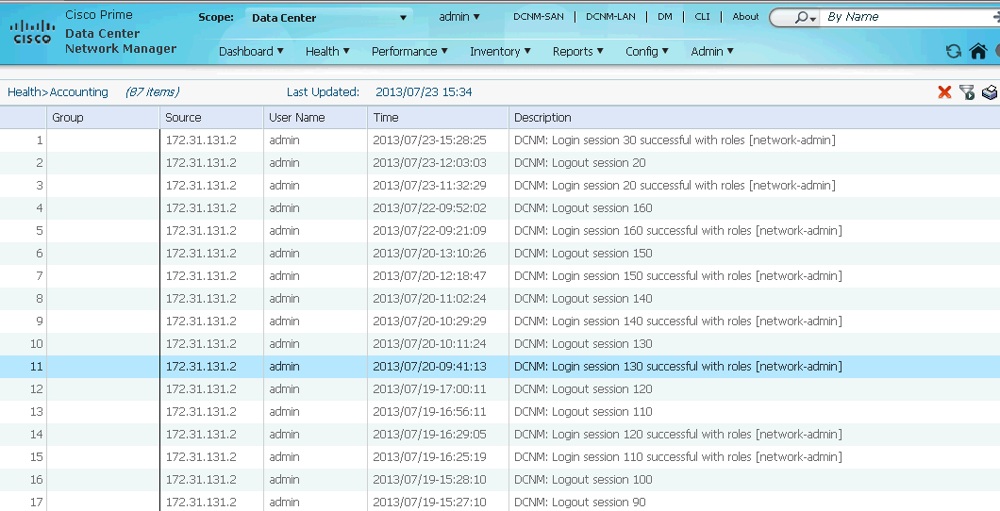 Cisco Prime
Data Center
Network Manager
CISCO
Scope: Data Center admin DCNM-SAN DCNM-LAN DM CLI About By Name
Dashboard Health Performance Inventory Reports Config Admin
Health>Accounting (87 items) Last Updated: 2013/07/23 15:34
Group Source User Name Time Description
1 172.31.131.2 admin 2013/07/23-15:28:25 DCNM: Login session 30 successful with roles [network-admin]
2 172.31.131.2 admin 2013/07/23-12:03:03 DCNM: Logout session 20
3 172.31.131.2 admin 2013/07/23-11:32:29 DCNM: Login session 20 successful with roles [network-admin]
4 172.31.131.2 admin 2013/07/22-09:52:02 DCNM: Logout session 160
5 172.31.131.2 admin 2013/07/22-09:21:09 DCNM: Login session 160 successful with roles [network-admin]
6 172.31.131.2 admin 2013/07/20-13:10:26 DCNM: Logout session 150
7 172.31.131.2 admin 2013/07/20-12:18:47 DCNM: Login session 150 successful with roles [network-admin]
8 172.31.131.2 admin 2013/07/20-11:02:24 DCNM: Logout session 140
9 172.31.131.2 admin 2013/07/20-10:29:29 DCNM: Login session 140 successful with roles [network-admin]
10 172.31.131.2 admin 2013/07/20-10:11:24 DCNM: Logout session 130
11 172.31.131.2 admin 2013/07/20-09:41:13 DCNM: Login session 130 successful with roles [network-admin]
12 172.31.131.2 admin 2013/07/19-17:00:11 DCNM: Logout session 120
13 172.31.131.2 admin 2013/07/19-16:56:11 DCNM: Logout session 110
14 172.31.131.2 admin 2013/07/19-16:29:05 DCNM: Login session 120 successful with roles [network-admin]
15 172.31.131.2 admin 2013/07/19-16:25:19 DCNM: Login session 110 successful with roles [network-admin]
16 172.31.131.2 admin 2013/07/19-15:28:10 DCNM: Logout session 100
17 172.31.131.2 admin 2013/07/19-15:27:10 DCNM: Logout session 90